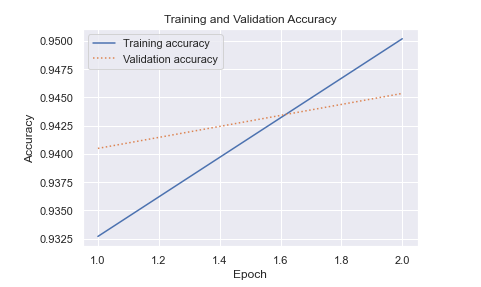 Training and Validation Accuracy
Training accuracy
Validation accuracy
Accuracy
0.9500
0.9475
0.9450
0.9425
0.9400
0.9375
0.9350
0.9325
1.0 1.2 1.4 1.6 1.8 2.0
Epoch